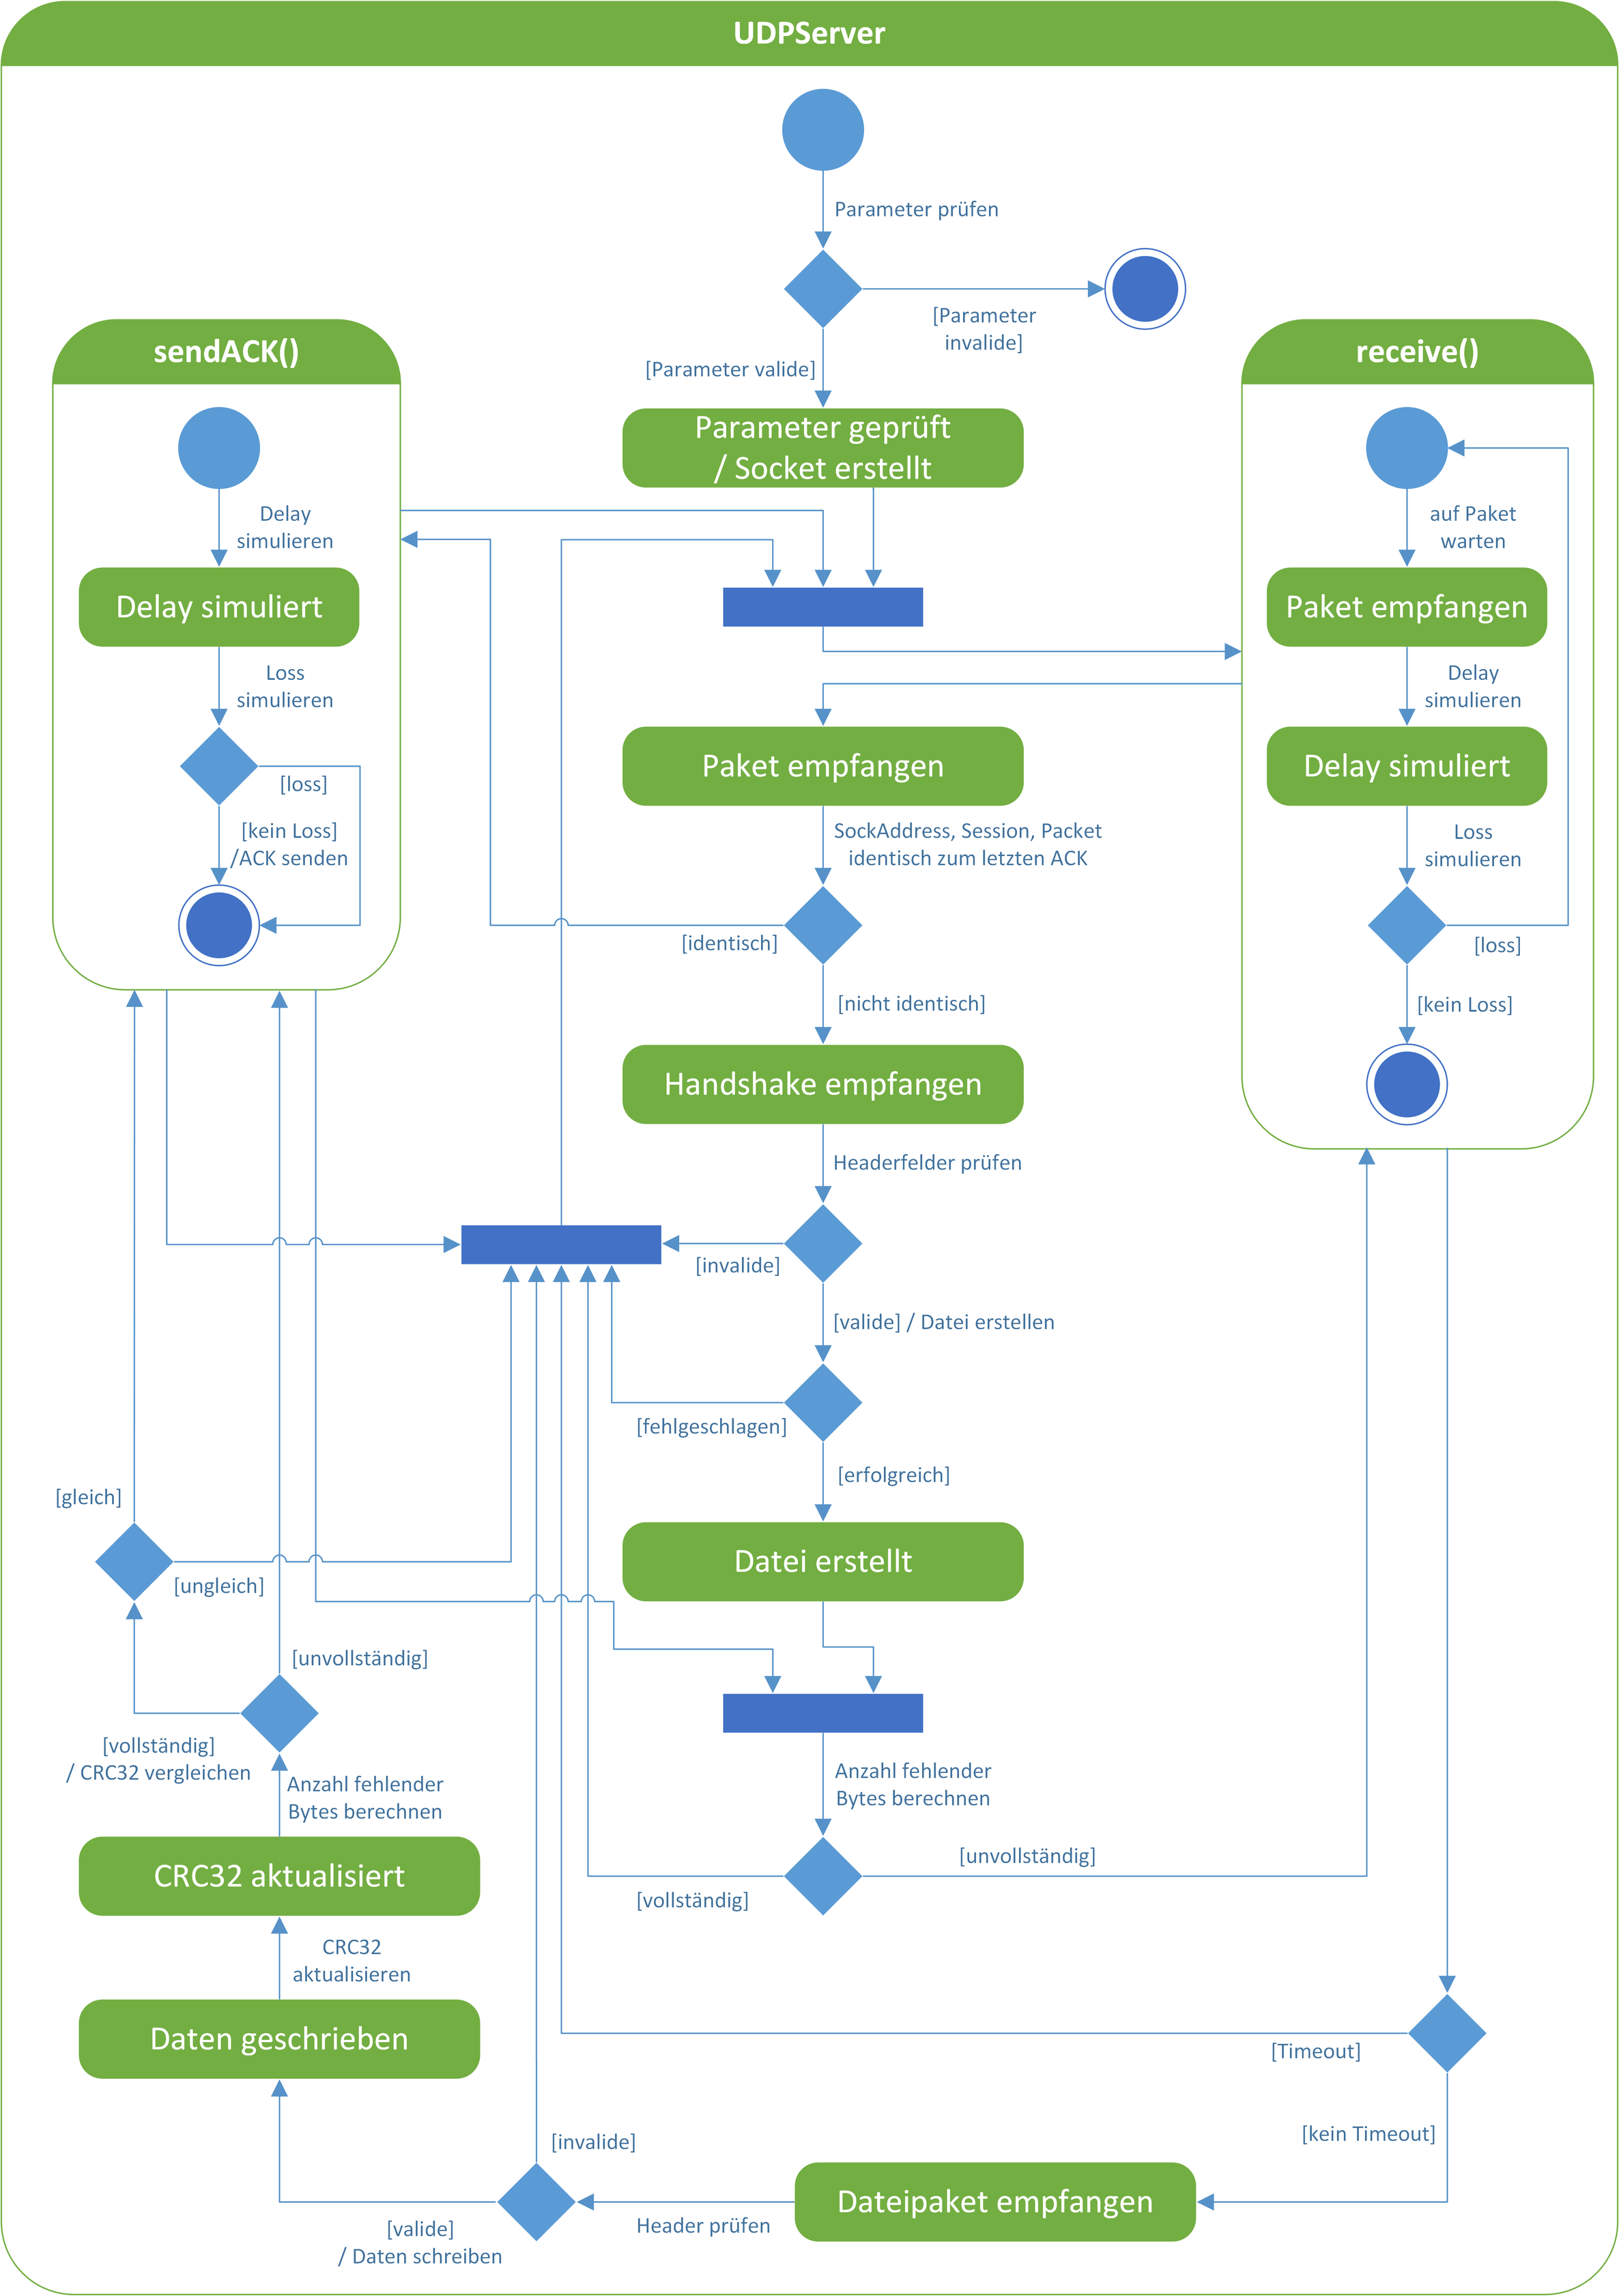 UDPServer
Parameter prüfen
[Parameter
invalide]
[Parameter valide]
Parameter geprüft
/ Socket erstellt
sendACK()
Delay
simulieren
Delay simuliert
Loss
simulieren
[loss]
[kein Loss]
/ACK senden
receive()
auf Paket
warten
Paket empfangen
Delay
simulieren
Delay simuliert
Loss
simulieren
[loss]
[kein Loss]
Paket empfangen
SockAddress, Session, Packet
identisch zum letzten ACK
[identisch]
[nicht identisch]
Handshake empfangen
Headerfelder prüfen
[invalide]
[valide] / Datei erstellen
[fehlgeschlagen]
[erfolgreich]
Datei erstellt
Anzahl fehlender
Bytes berechnen
[unvollständig]
[vollständig]
[Timeout]
[kein Timeout]
Dateipaket empfangen
Header prüfen
[invalide]
[valide]
/ Daten schreiben
Daten geschrieben
CRC32
aktualisieren
CRC32 aktualisiert
Anzahl fehlender
Bytes berechnen
[vollständig]
/ CRC32 vergleichen
[unvollständig]
[ungleich]
[gleich]